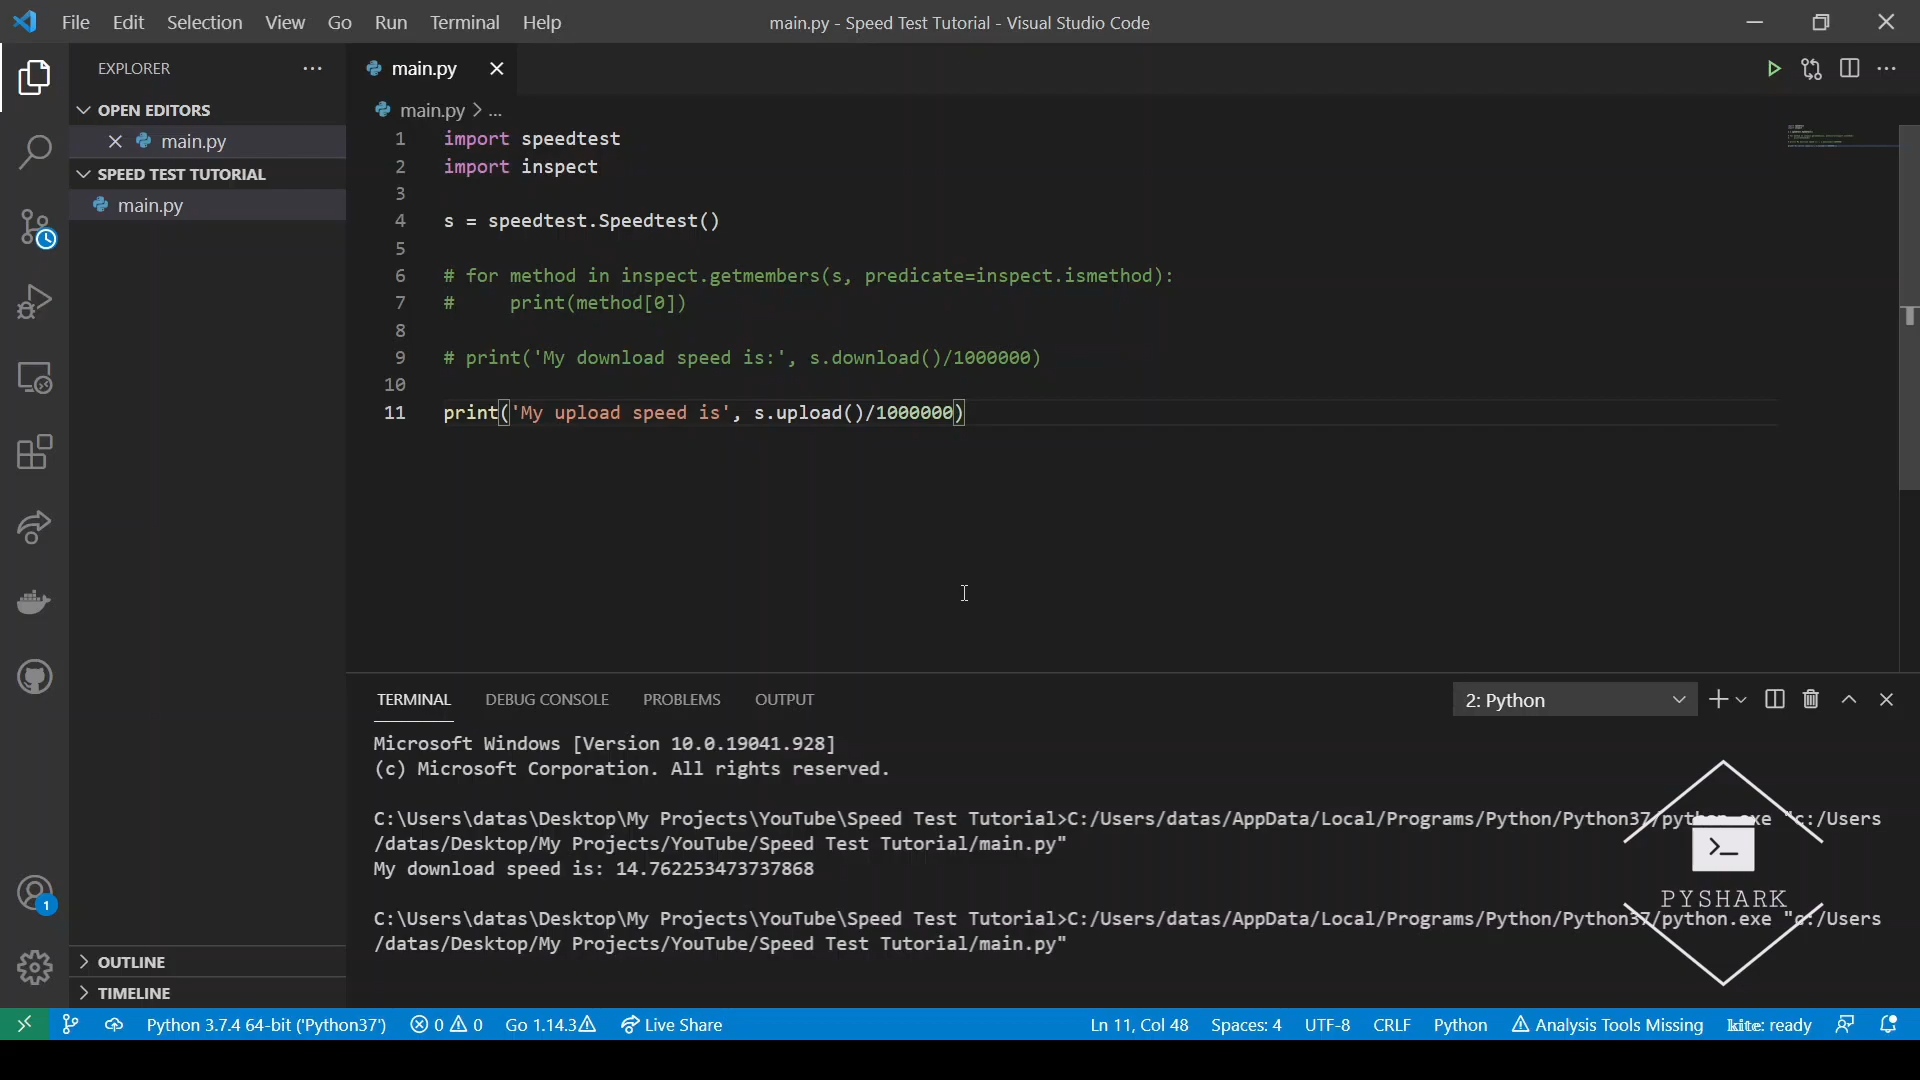 File Edit Selection View Go Run Terminal Help
main.py - Speed Test Tutorial - Visual Studio Code
EXPLORER
OPEN EDITORS
main.py
SPEED TEST TUTORIAL
main.py
OUTLINE
TIMELINE
main.py
main.py > ...
1 import speedtest
2 import inspect
3
4 s = speedtest.Speedtest()
5
6 # for method in inspect.getmembers(s, predicate=inspect.ismethod):
7 #     print(method[0])
8
9 # print('My download speed is:', s.download()/1000000)
10
11 print('My upload speed is', s.upload()/1000000)
TERMINAL DEBUG CONSOLE PROBLEMS OUTPUT
2: Python
Microsoft Windows [Version 10.0.19041.928]
(c) Microsoft Corporation. All rights reserved.
C:\Users\datas\Desktop\My Projects\YouTube\Speed Test Tutorial>C:/Users/datas/AppData/Local/Programs/Python/Python37/python.exe "c:/Users
/datas/Desktop/My Projects/YouTube/Speed Test Tutorial/main.py"
My download speed is: 14.762253473737868
C:\Users\datas\Desktop\My Projects\YouTube\Speed Test Tutorial>C:/Users/datas/AppData/Local/Programs/Python/Python37/python.exe "c:/Users
/datas/Desktop/My Projects/YouTube/Speed Test Tutorial/main.py"
PYSHARK
1
Python 3.7.4 64-bit ('Python37') 0 0 Go 1.14.3 Live Share
Ln 11, Col 48 Spaces: 4 UTF-8 CRLF Python Analysis Tools Missing kite: ready